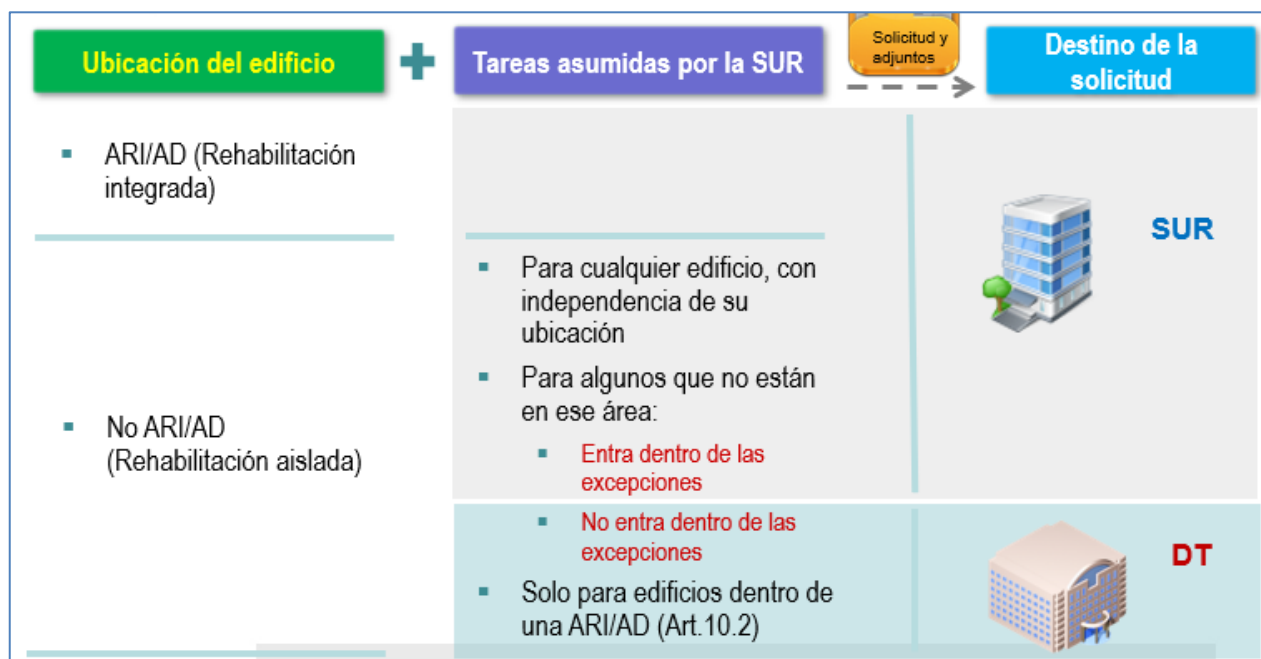 Ubicación del edificio
Tareas asumidas por la SUR
Solicitud y
adjuntos
Destino de la
solicitud
ARI/AD (Rehabilitación
integrada)
SUR
Para cualquier edificio, con
independencia de su
ubicación
Para algunos que no están
en ese área:
No ARI/AD
(Rehabilitación aislada)
Entra dentro de las
excepciones
No entra dentro de las
excepciones
DT
Solo para edificios dentro de
una ARI/AD (Art.10.2)